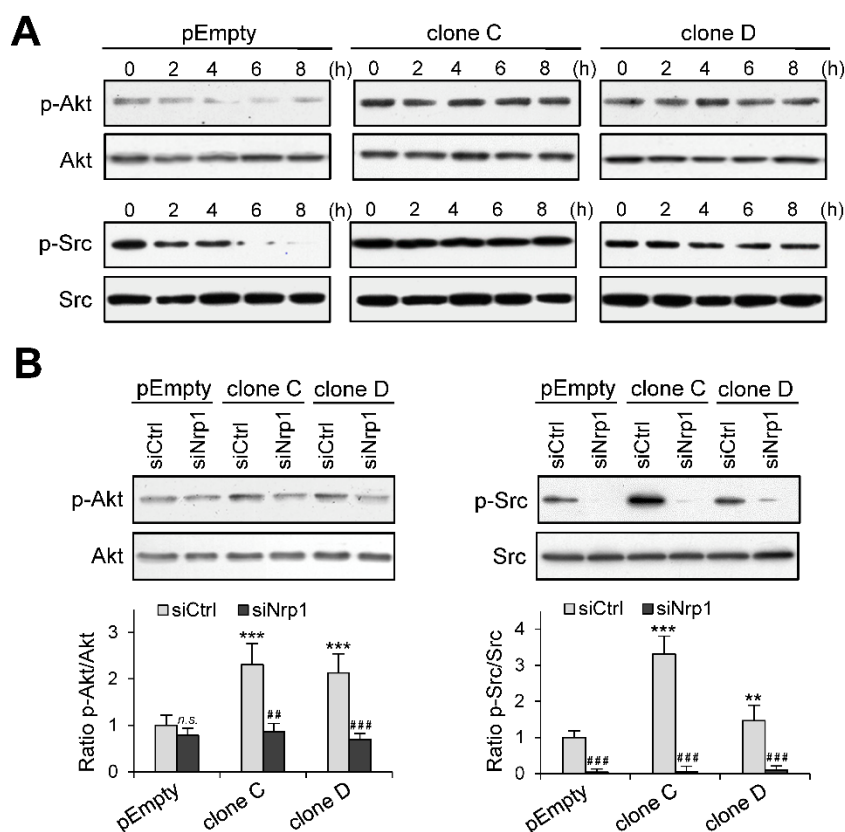 A
pEmpty clone C clone D
0 2 4 6 8 (h) 0 2 4 6 8 (h) 0 2 4 6 8 (h)
p-Akt
Akt
0 2 4 6 8 (h) 0 2 4 6 8 (h) 0 2 4 6 8 (h)
p-Src
Src
B
pEmpty clone C clone D
siCtrl siNrp1 siCtrl siNrp1 siCtrl siNrp1
p-Akt
Akt
siCtrl siNrp1
Ratio p-Akt/Akt
3
2
1
0
n.s. *** ## *** ###
pEmpty clone C clone D
pEmpty clone C clone D
siCtrl siNrp1 siCtrl siNrp1 siCtrl siNrp1
p-Src
Src
siCtrl siNrp1
Ratio p-Src/Src
4
3
2
1
0
### *** ### ** ###
pEmpty clone C clone D